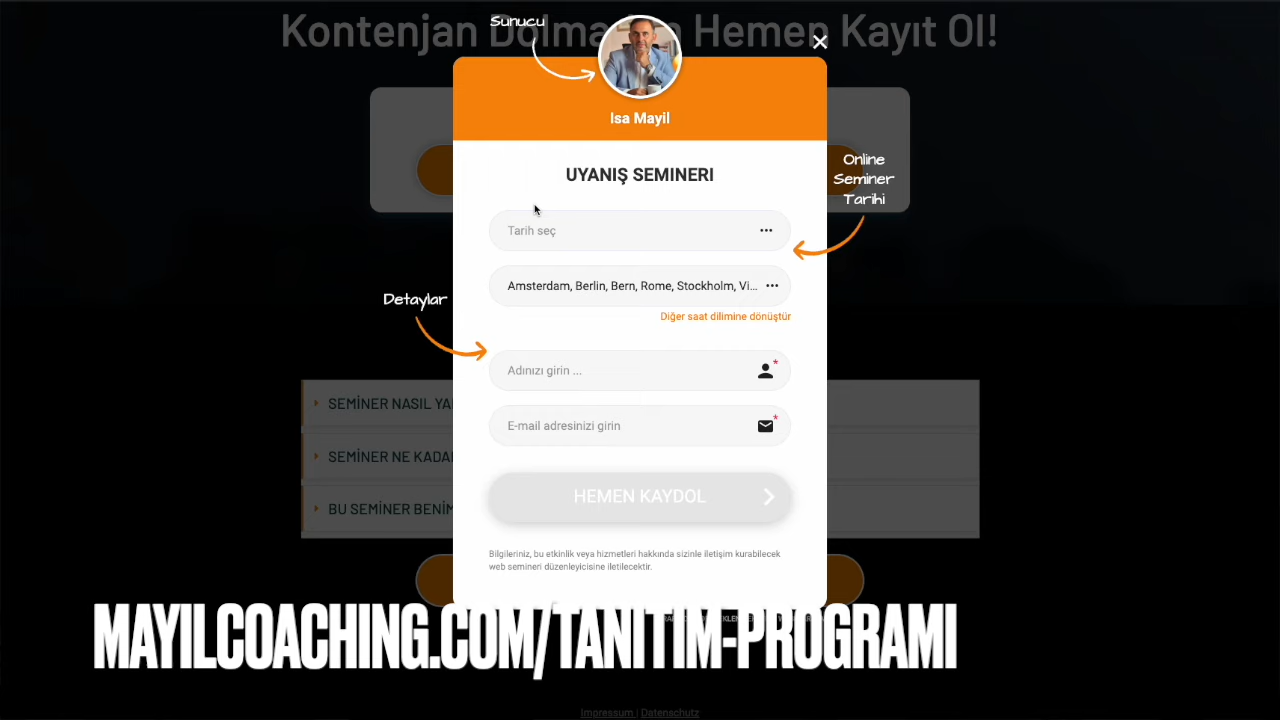 Kontenjan Dolmadan Hemen Kayıt Ol!
Sunucu
Isa Mayil
UYANIŞ SEMINERI
Online
Seminer
Tarihi
Tarih seç
Amsterdam, Berlin, Bern, Rome, Stockholm, Vi...
Diğer saat dilimine dönüştür
Detaylar
Adınızı girin ...
SEMİNER NASIL YA
E-mail adresinizi girin
SEMİNER NE KADA
HEMEN KAYDOL
BU SEMİNER BENİM
Bilgileriniz, bu etkinlik veya hizmetleri hakkında sizinle iletişim kurabilecek
web semineri düzenleyicisine iletilecektir.
MAYILCOACHING.COM/TANITIM-PROGRAMI
Impressum | Datenschutz